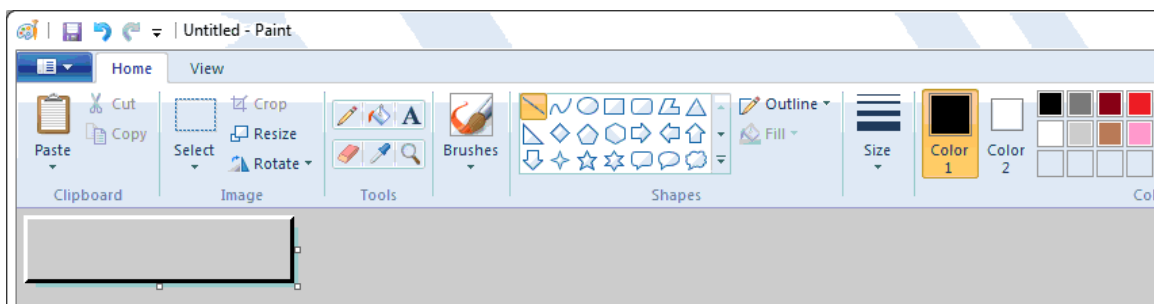 Untitled - Paint
Home View
Cut Crop Outline
Copy Resize Fill
Paste Select Rotate Brushes Size Color 1 Color 2
Clipboard Image Tools Shapes Col
A